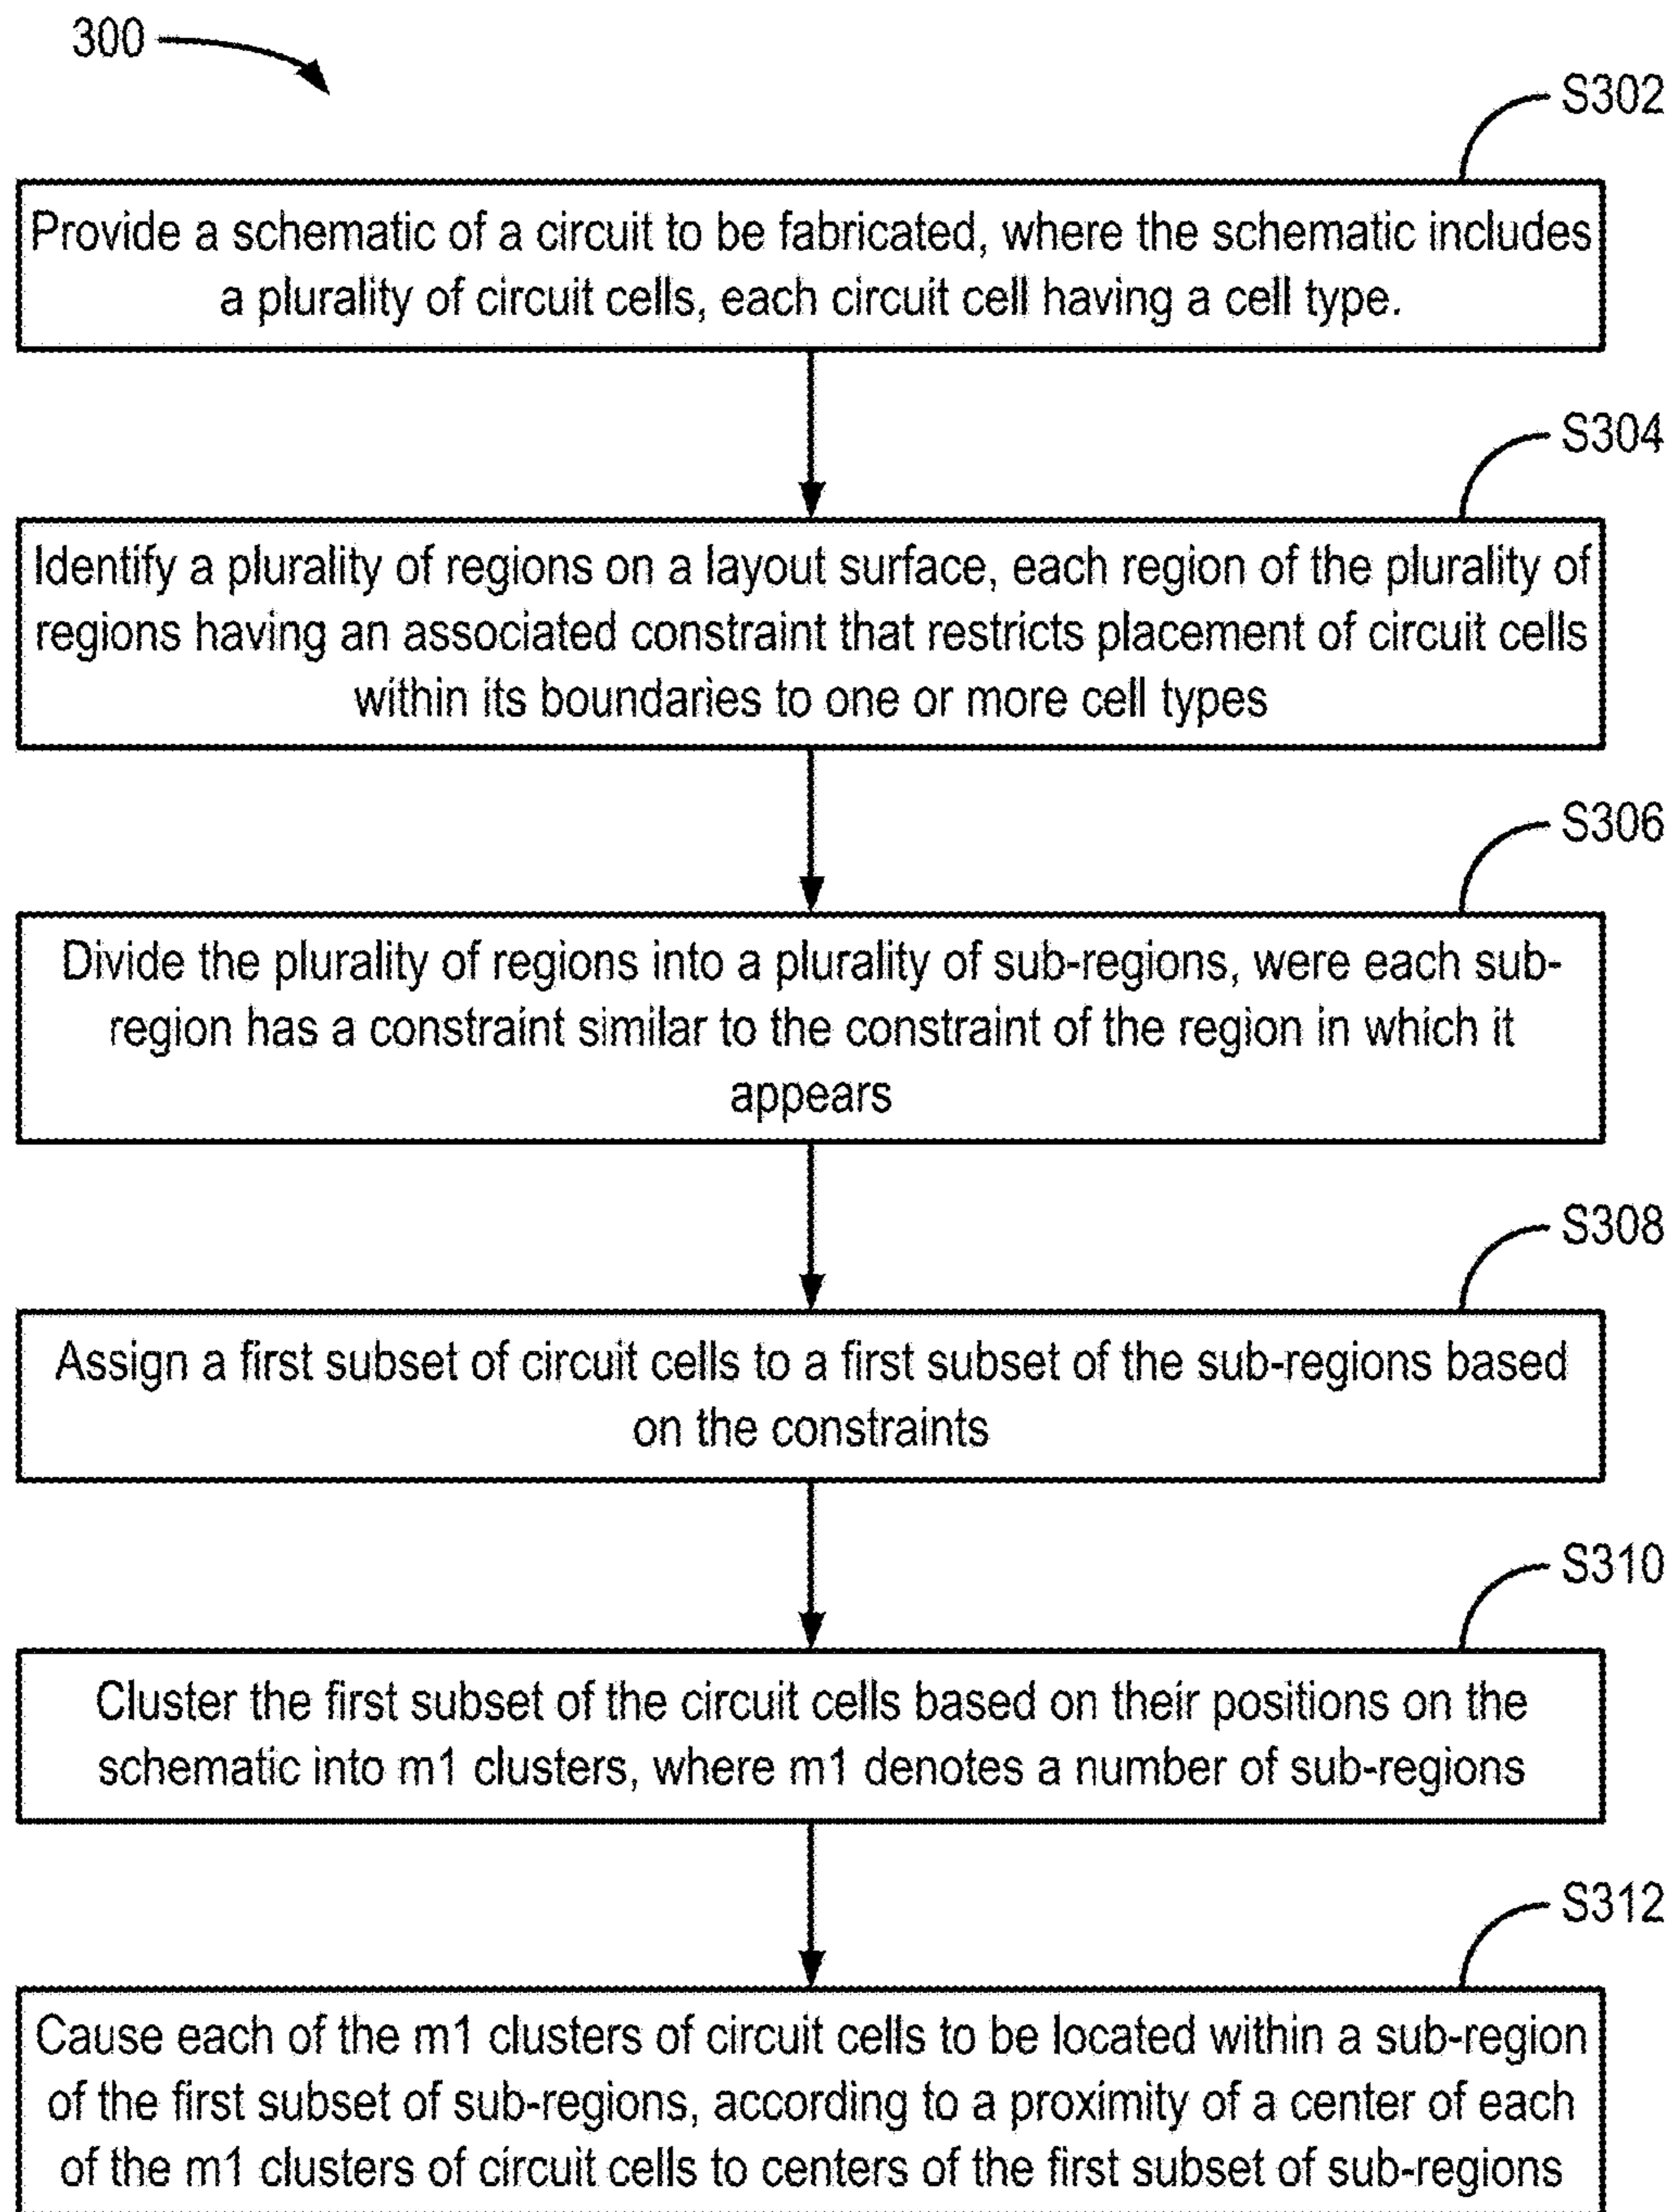 300
S302
Provide a schematic of a circuit to be fabricated, where the schematic includes
a plurality of circuit cells, each circuit cell having a cell type.
S304
Identify a plurality of regions on a layout surface, each region of the plurality of
regions having an associated constraint that restricts placement of circuit cells
within its boundaries to one or more cell types
S306
Divide the plurality of regions into a plurality of sub-regions, were each sub-
region has a constraint similar to the constraint of the region in which it
appears
S308
Assign a first subset of circuit cells to a first subset of the sub-regions based
on the constraints
S310
Cluster the first subset of the circuit cells based on their positions on the
schematic into m1 clusters, where m1 denotes a number of sub-regions
S312
Cause each of the m1 clusters of circuit cells to be located within a sub-region
of the first subset of sub-regions, according to a proximity of a center of each
of the m1 clusters of circuit cells to centers of the first subset of sub-regions